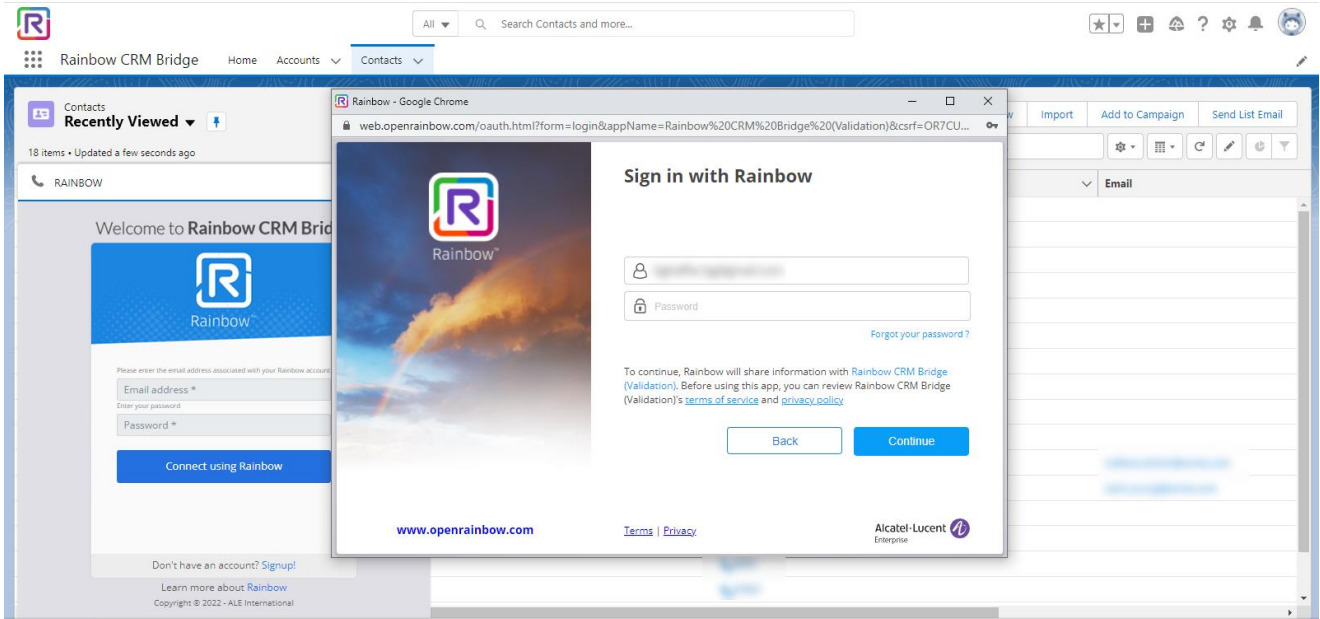 All
Search Contacts and more...
Rainbow CRM Bridge
Home
Accounts
Contacts
Contacts
Recently Viewed
18 items • Updated a few seconds ago
Import
Add to Campaign
Send List Email
RAINBOW
Email
Welcome to Rainbow CRM Brid
Rainbow
Please enter the email address associated with your Rainbow account
Email address *
Enter your password
Password *
Connect using Rainbow
Don't have an account? Signup!
Learn more about Rainbow
Copyright © 2022 - ALE International
Rainbow - Google Chrome
web.openrainbow.com/oauth.html?form=login&appName=Rainbow%20CRM%20Bridge%20(Validation)&csrf=OR7CU...
Rainbow™
Sign in with Rainbow
Password
Forgot your password ?
To continue, Rainbow will share information with Rainbow CRM Bridge
(Validation). Before using this app, you can review Rainbow CRM Bridge
(Validation)'s terms of service and privacy policy
Back
Continue
www.openrainbow.com
Terms | Privacy
Alcatel·Lucent
Enterprise